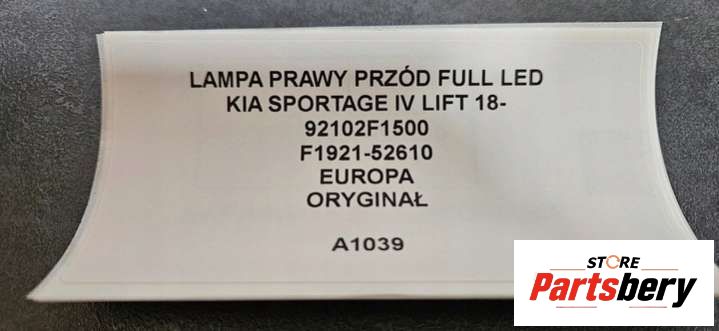 LAMPA PRAWY PRZÓD FULL LED
KIA SPORTAGE IV LIFT 18-
92102F1500
F1921-52610
EUROPA
ORYGINAŁ
A1039
STORE
Partsbery